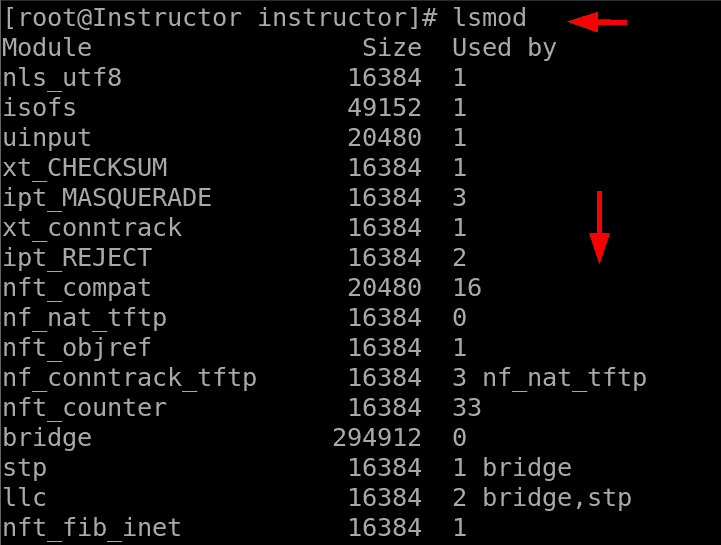 [root@Instructor instructor]# lsmod
Module                  Size  Used by
nls_utf8               16384  1
isofs                  49152  1
uinput                 20480  1
xt_CHECKSUM            16384  1
ipt_MASQUERADE         16384  3
xt_conntrack           16384  1
ipt_REJECT             16384  2
nft_compat             20480  16
nf_nat_tftp            16384  0
nft_objref             16384  1
nf_conntrack_tftp      16384  3 nf_nat_tftp
nft_counter            16384  33
bridge                294912  0
stp                    16384  1 bridge
llc                    16384  2 bridge,stp
nft_fib_inet           16384  1